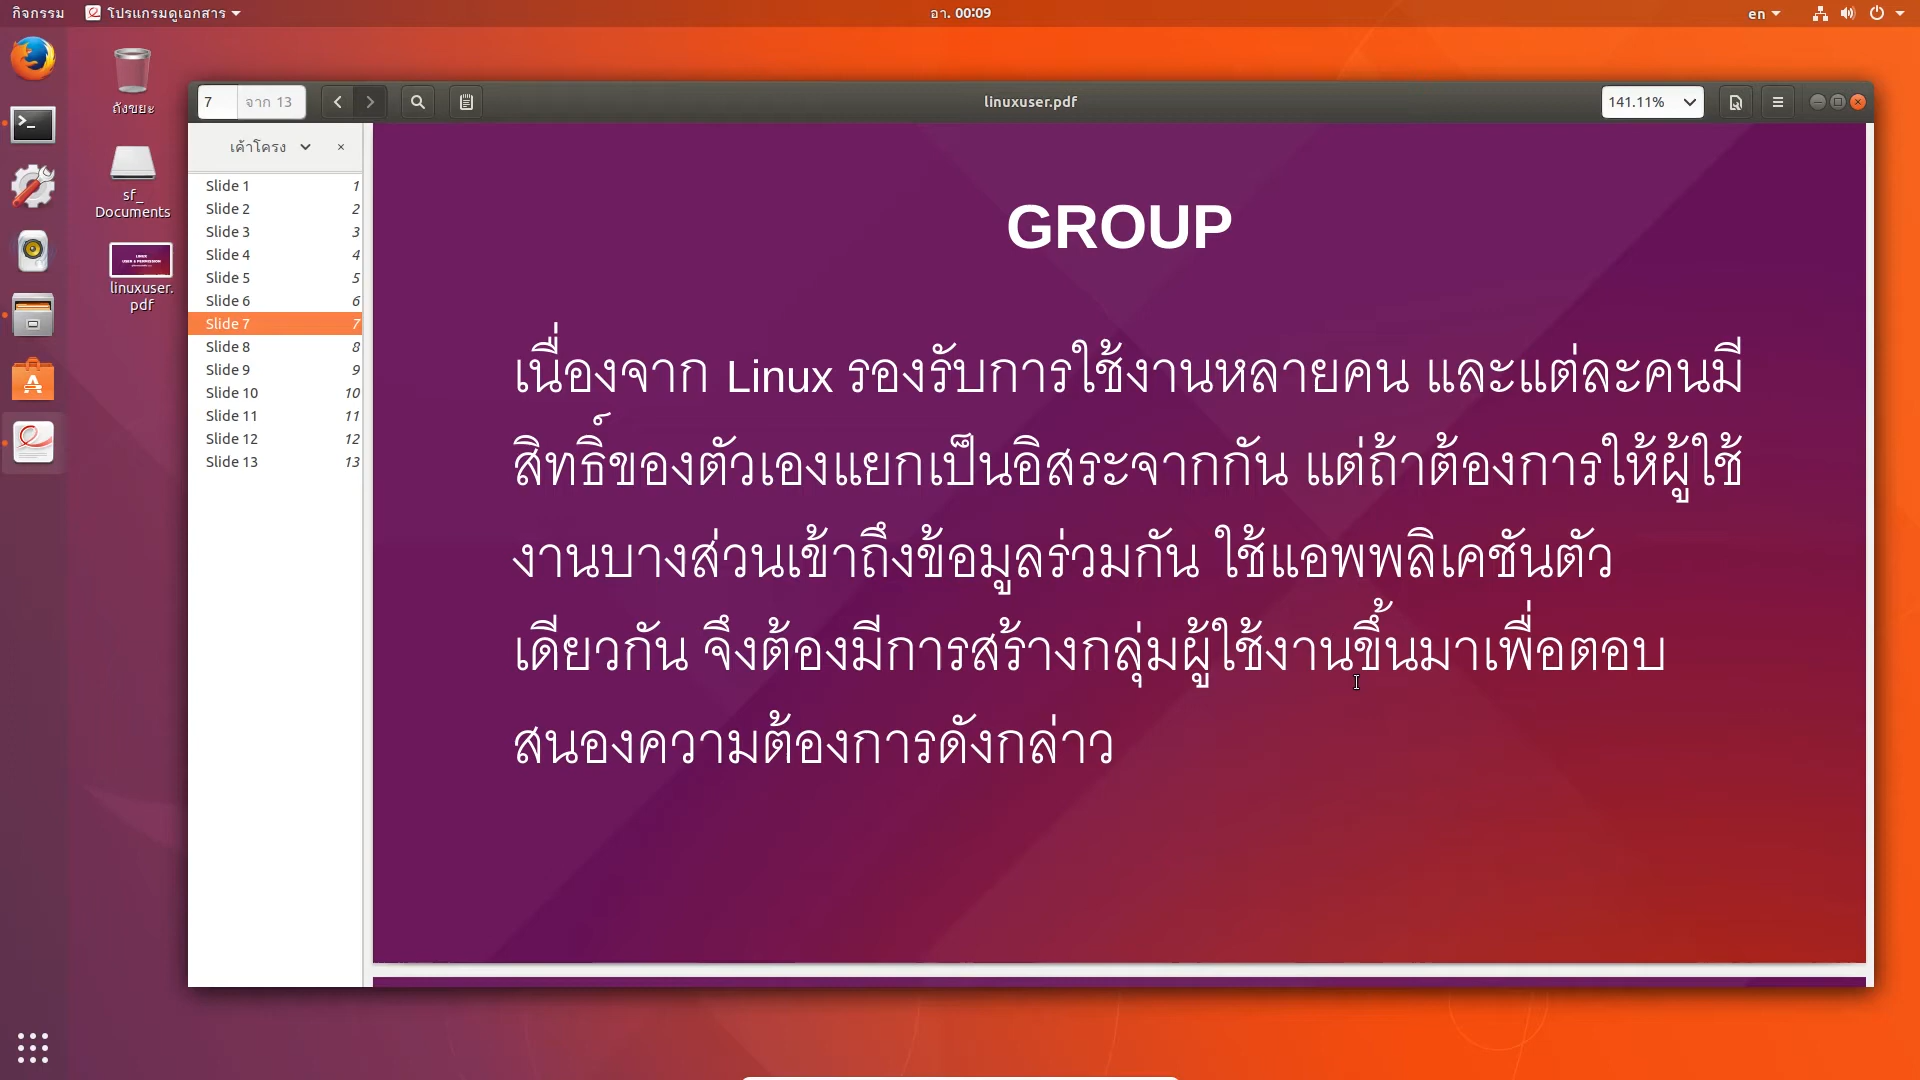 กิจกรรม โปรแกรมดูเอกสาร อา. 00:09 en
ถังขยะ
sf_
Documents
linuxuser.
pdf
7 จาก 13 linuxuser.pdf 141.11%
เค้าโครง ×
Slide 1 1
Slide 2 2
Slide 3 3
Slide 4 4
Slide 5 5
Slide 6 6
Slide 7 7
Slide 8 8
Slide 9 9
Slide 10 10
Slide 11 11
Slide 12 12
Slide 13 13
GROUP
เนื่องจาก Linux รองรับการใช้งานหลายคน และแต่ละคนมี
สิทธิ์ของตัวเองแยกเป็นอิสระจากกัน แต่ถ้าต้องการให้ผู้ใช้
งานบางส่วนเข้าถึงข้อมูลร่วมกัน ใช้แอพพลิเคชันตัว
เดียวกัน จึงต้องมีการสร้างกลุ่มผู้ใช้งานขึ้นมาเพื่อตอบ
สนองความต้องการดังกล่าว